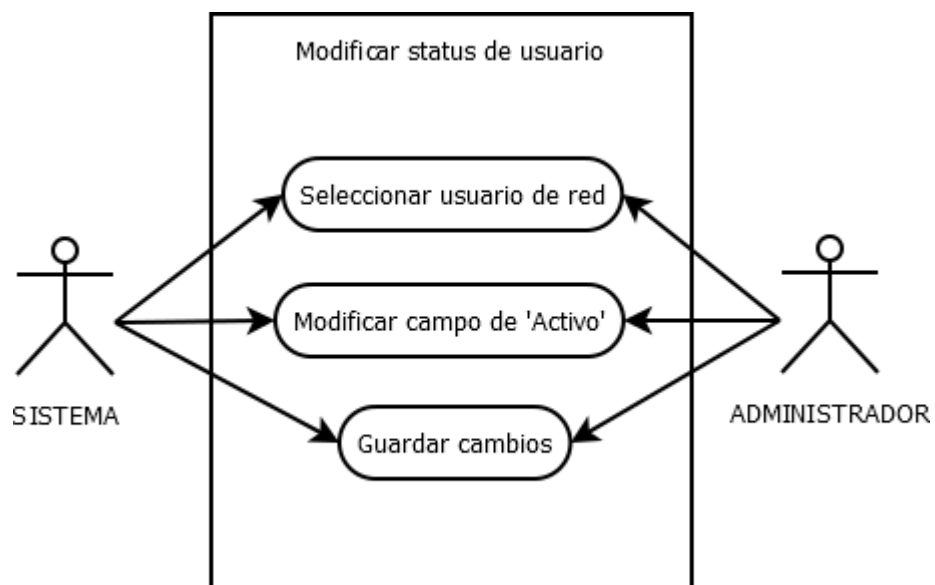 Modificar status de usuario
Seleccionar usuario de red
Modificar campo de 'Activo'
SISTEMA
ADMINISTRADOR
Guardar cambios